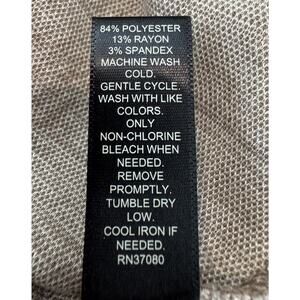 84% POLYESTER
13% RAYON
3% SPANDEX
MACHINE WASH
COLD.
GENTLE CYCLE.
WASH WITH LIKE
COLORS.
ONLY
NON-CHLORINE
BLEACH WHEN
NEEDED.
REMOVE
PROMPTLY.
TUMBLE DRY
LOW.
COOL IRON IF
NEEDED.
RN37080